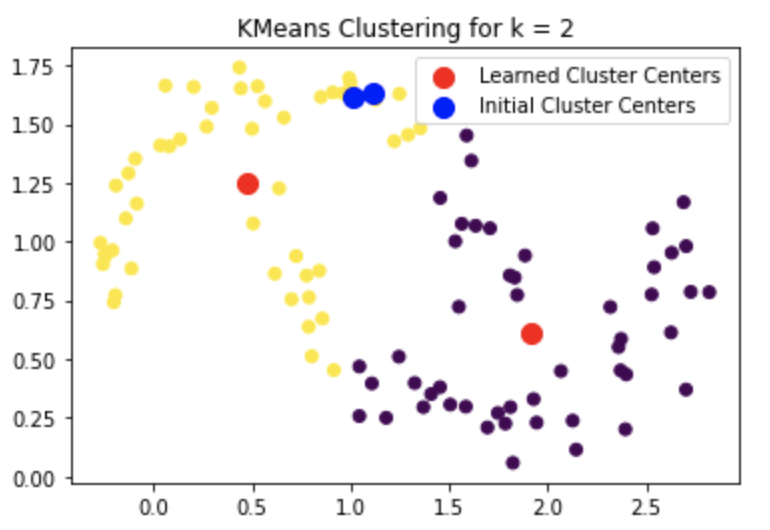 KMeans Clustering for k = 2
Learned Cluster Centers
Initial Cluster Centers
1.75
1.50
1.25
1.00
0.75
0.50
0.25
0.00
0.0 0.5 1.0 1.5 2.0 2.5